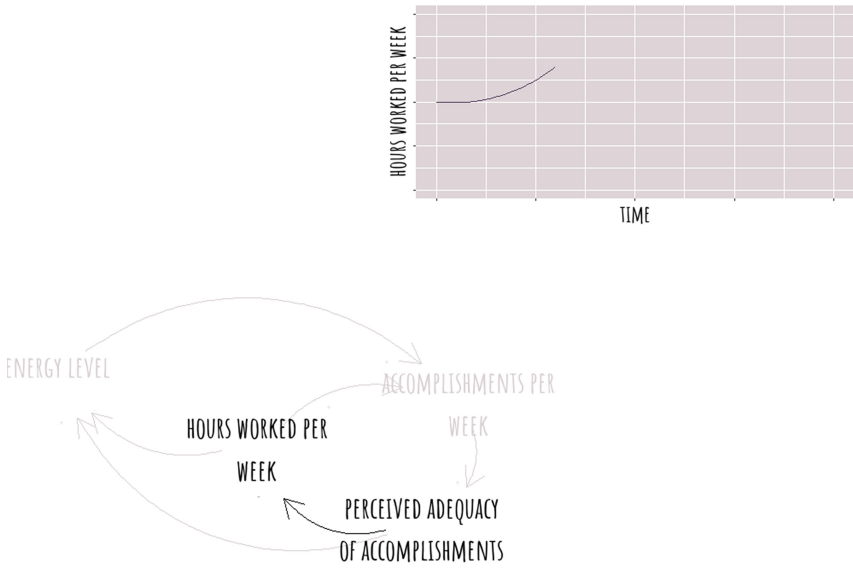 HOURS WORKED PER WEEK
TIME
ENERGY LEVEL
ACCOMPLISHMENTS PER
WEEK
HOURS WORKED PER
WEEK
PERCEIVED ADEQUACY
OF ACCOMPLISHMENTS